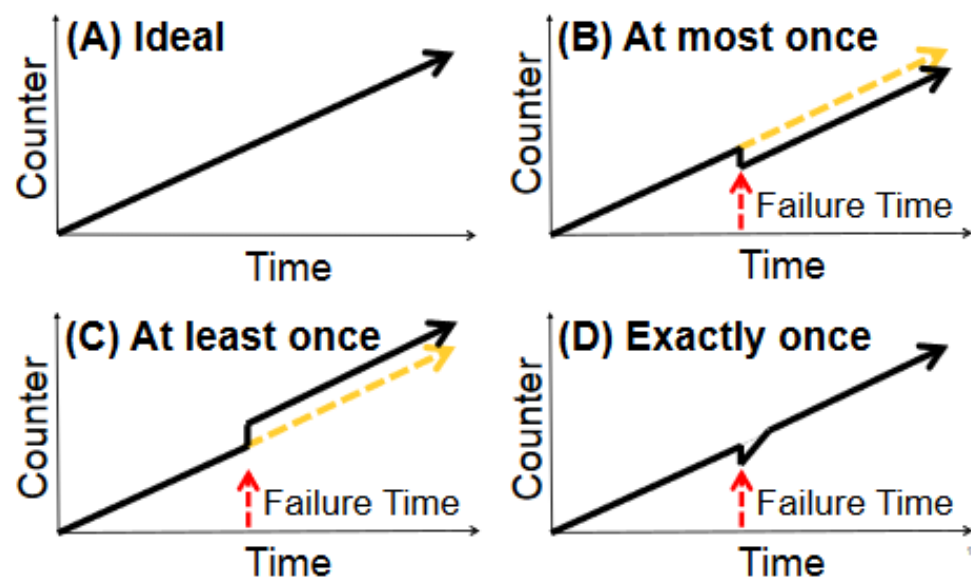 (A) Ideal
Counter
Time
(B) At most once
Counter
Failure Time
Time
(C) At least once
Counter
Failure Time
Time
(D) Exactly once
Counter
Failure Time
Time